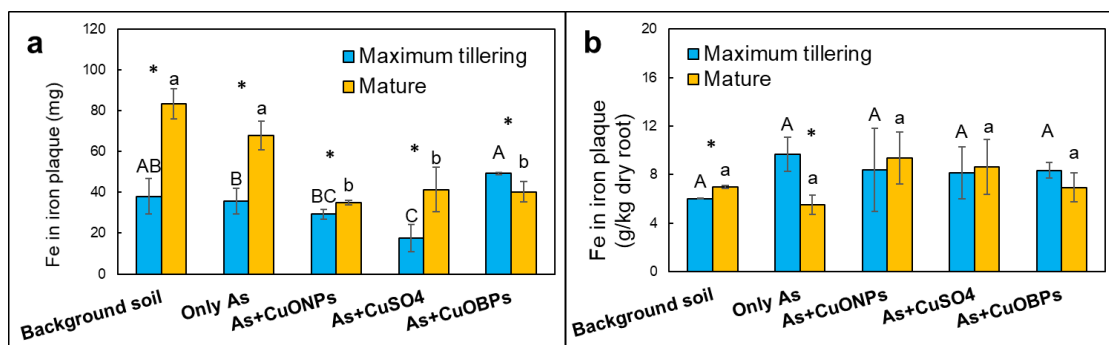 a
Fe in iron plaque (mg)
120
100
80
60
40
20
0
Maximum tillering
Mature
*
AB
a
*
B
a
*
BC
b
*
C
b
*
A
b
Background soil
Only As
As+CuONPs
As+CuSO4
As+CuOBPs
b
Fe in iron plaque
(g/kg dry root)
20
16
12
8
4
0
Maximum tillering
Mature
*
A
a
A
*
a
A
a
A
a
A
a
Background soil
Only As
As+CuONPs
As+CuSO4
As+CuOBPs